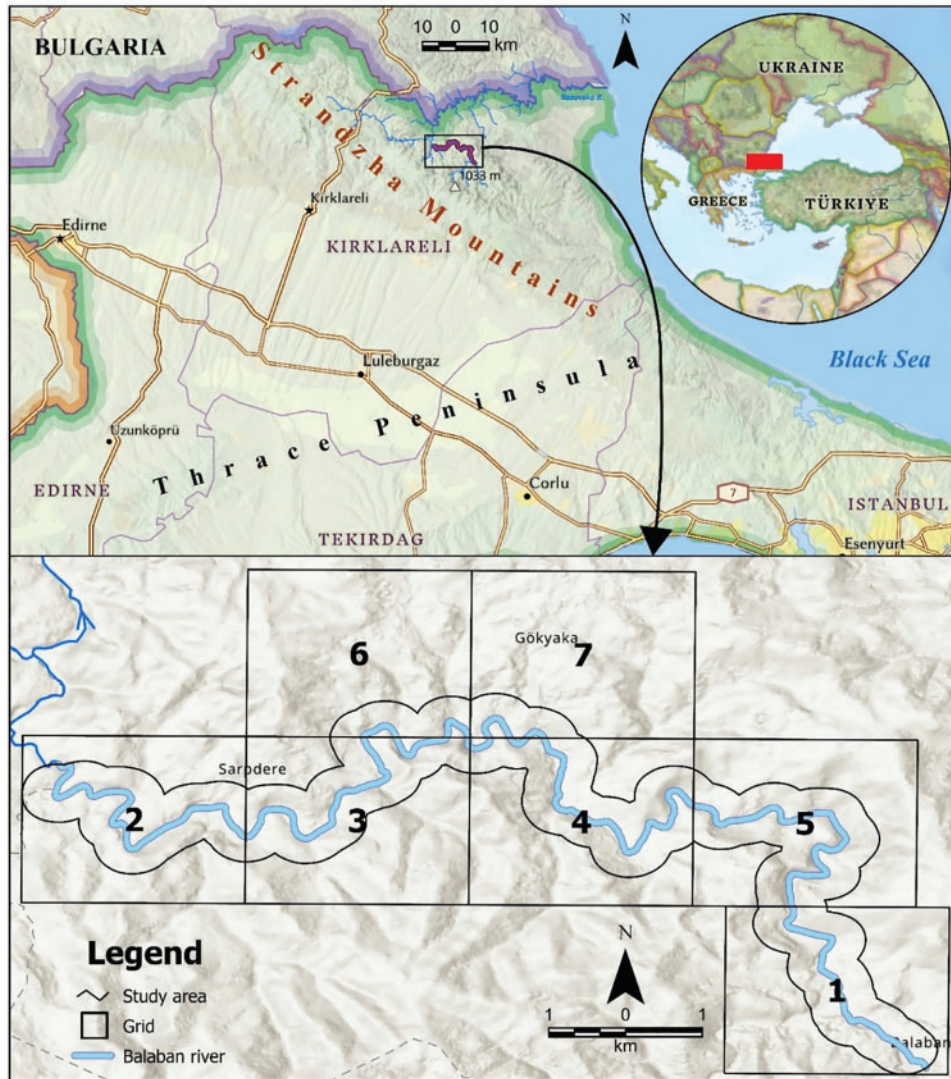 BULGARIA
10 0 10
km
N
UKRAINE
GREECE
TÜRKIYE
Strandzha Mountains
1033 m
Edirne
Kırklareli
KIRKLARELI
Luleburgaz
Black Sea
Uzunköprü
Thrace Peninsula
EDIRNE
Corlu
7
ISTANBUL
TEKIRDAG
Esenyurt
6
Gökyaka
7
Sarpdere
2
3
4
5
Legend
Study area
Grid
Balaban river
N
1 0 1
km
1
Balaban